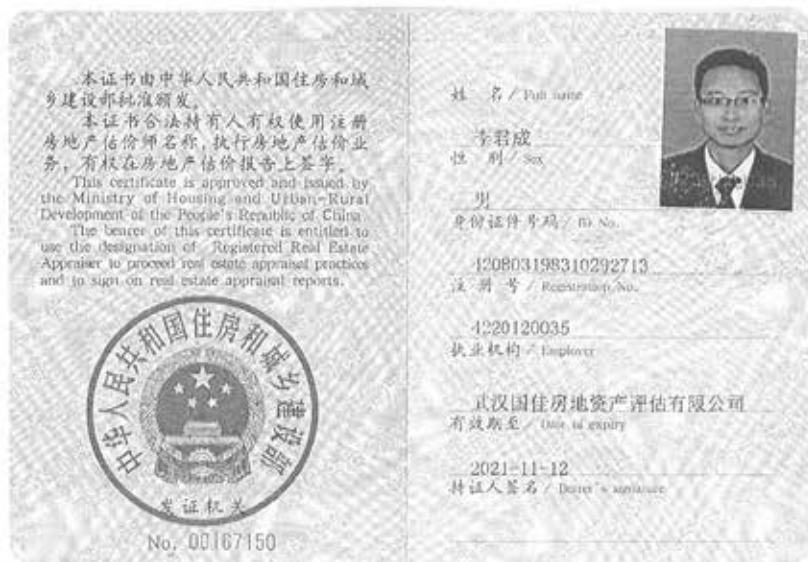 本证书由中华人民共和国住房和城
乡建设部批准颁发。
本证书合法持有人有权使用注册
房地产估价师名称，执行房地产估价业
务，有权在房地产估价报告上签字。
This certificate is approved and issued by
the Ministry of Housing and Urban-Rural
Development of the People's Republic of China.
The bearer of this certificate is entitled to
use the designation of Registered Real Estate
Appraiser to proceed real estate appraisal practices
and to sign on real estate appraisal reports.
中华人民共和国住房和城乡建设部
发证机关
No. 00167150
姓 名 / Full name
李君成
性 别 / Sex
男
身份证件号码 / ID No.
420803198310292713
注 册 号 / Registration No.
4220120035
执业机构 / Employer
武汉国佳房地资产评估有限公司
有效期至 / Date of expiry
2021-11-12
持证人签名 / Bearer's signature